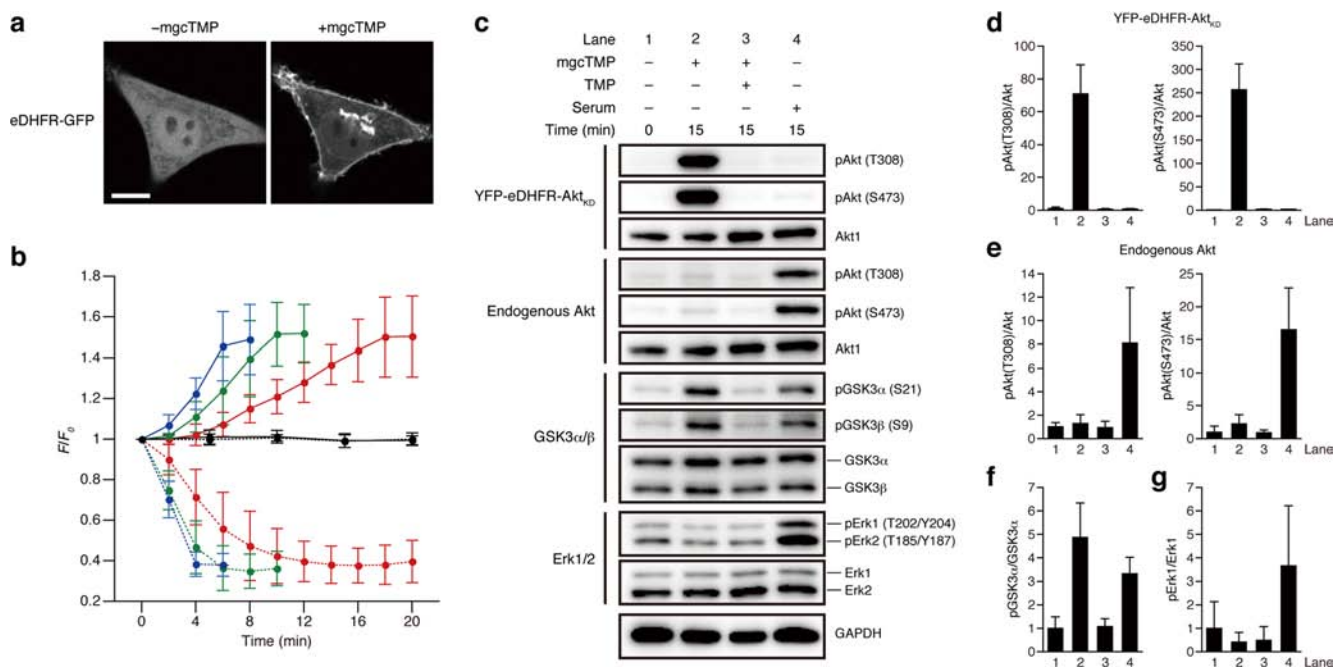 a
–mgcTMP
+mgcTMP
eDHFR-GFP
b
1.8
1.6
1.4
1.2
1
0.8
0.6
0.4
0.2
F/F0
0
4
8
12
16
20
Time (min)
c
Lane 1 2 3 4
mgcTMP – + + –
TMP – – + –
Serum – – – +
Time (min) 0 15 15 15
YFP-eDHFR-AktKD
pAkt (T308)
pAkt (S473)
Akt1
Endogenous Akt
pAkt (T308)
pAkt (S473)
Akt1
GSK3α/β
pGSK3α (S21)
pGSK3β (S9)
GSK3α
GSK3β
Erk1/2
pErk1 (T202/Y204)
pErk2 (T185/Y187)
Erk1
Erk2
GAPDH
d
YFP-eDHFR-AktKD
pAkt(T308)/Akt
100
80
60
40
20
0
1 2 3 4
pAkt(S473)/Akt
350
300
250
200
150
100
50
0
1 2 3 4 Lane
e
Endogenous Akt
pAkt(T308)/Akt
14
12
10
8
6
4
2
0
1 2 3 4
pAkt(S473)/Akt
25
20
15
10
5
0
1 2 3 4 Lane
f
pGSK3α/GSK3α
7
6
5
4
3
2
1
0
1 2 3 4
g
pErk1/Erk1
7
6
5
4
3
2
1
0
1 2 3 4 Lane